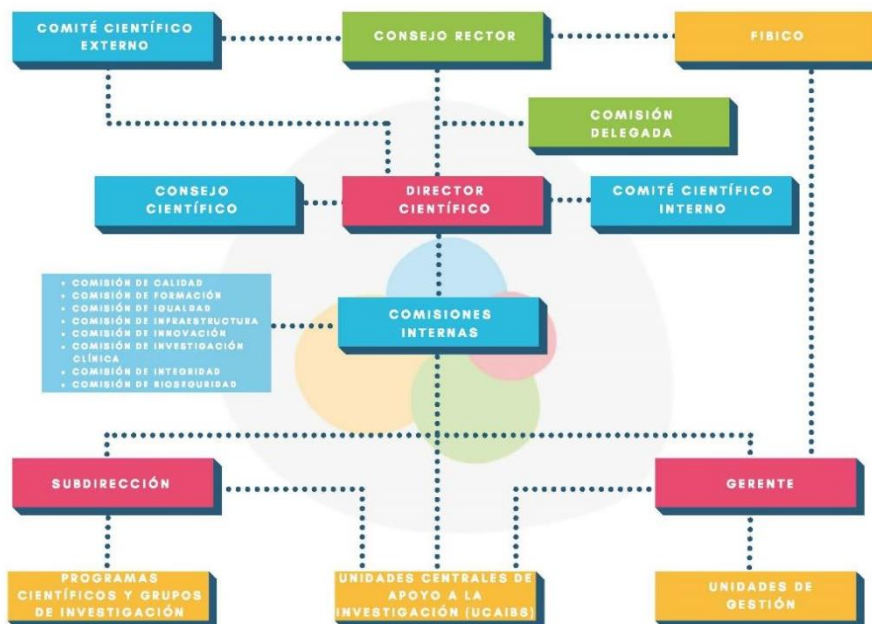 COMITÉ CIENTÍFICO
EXTERNO
CONSEJO RECTOR
FIBICO
COMISIÓN
DELEGADA
CONSEJO
CIENTÍFICO
DIRECTOR
CIENTÍFICO
COMITÉ CIENTÍFICO
INTERNO
• COMISIÓN DE CALIDAD
• COMISIÓN DE FORMACIÓN
• COMISIÓN DE IGUALDAD
• COMISIÓN DE INFRAESTRUCTURA
• COMISIÓN DE INNOVACIÓN
• COMISIÓN DE INVESTIGACIÓN
CLÍNICA
• COMISIÓN DE INTEGRIDAD
• COMISIÓN DE BIOSEGURIDAD
COMISIONES
INTERNAS
SUBDIRECCIÓN
GERENTE
PROGRAMAS
CIENTÍFICOS Y GRUPOS
DE INVESTIGACIÓN
UNIDADES CENTRALES DE
APOYO A LA
INVESTIGACIÓN (UCAIBS)
UNIDADES DE
GESTIÓN